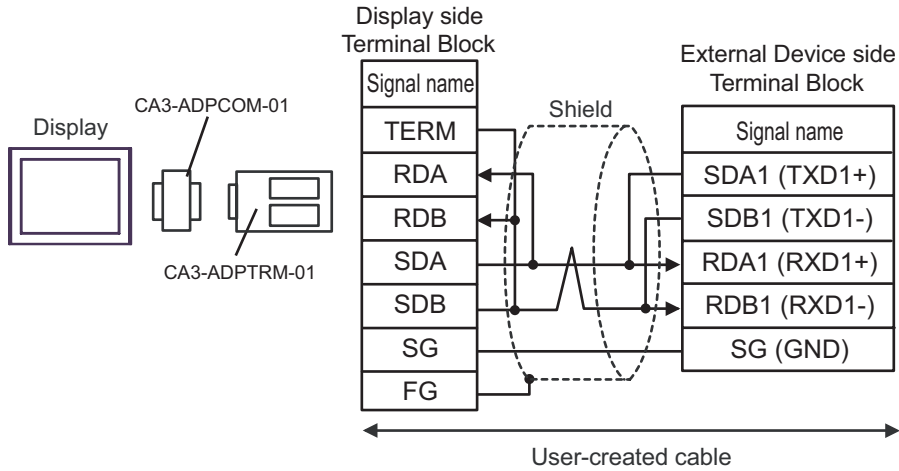 Display side
Terminal Block
External Device side
Terminal Block
CA3-ADPCOM-01
Display
CA3-ADPTRM-01
Signal name
TERM
RDA
RDB
SDA
SDB
SG
FG
Shield
Signal name
SDA1 (TXD1+)
SDB1 (TXD1-)
RDA1 (RXD1+)
RDB1 (RXD1-)
SG (GND)
User-created cable